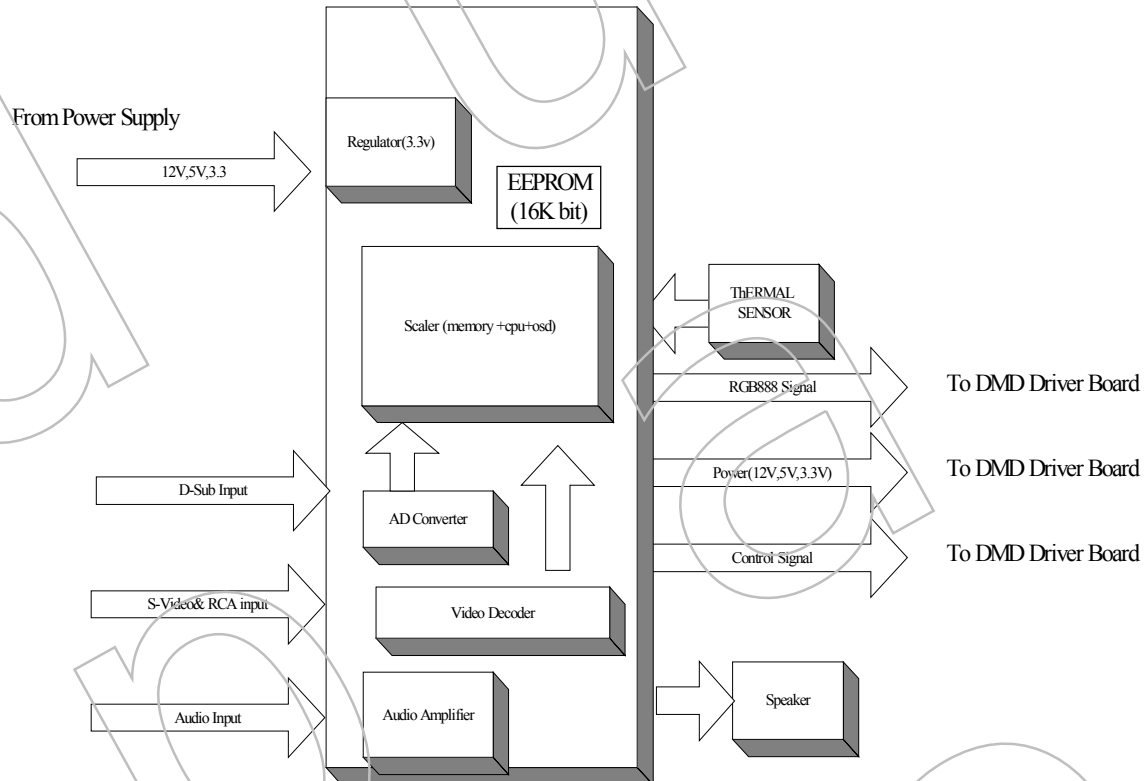 From Power Supply
12V,5V,3.3
Regulator(3.3v)
EEPROM
(16K bit)
Scaler (memory +cpu+osd)
ThERMAL
SENSOR
RGB888 Signal
To DMD Driver Board
Power(12V,5V,3.3V)
To DMD Driver Board
D-Sub Input
AD Converter
Control Signal
To DMD Driver Board
S-Video& RCA input
Video Decoder
Audio Input
Audio Amplifier
Speaker